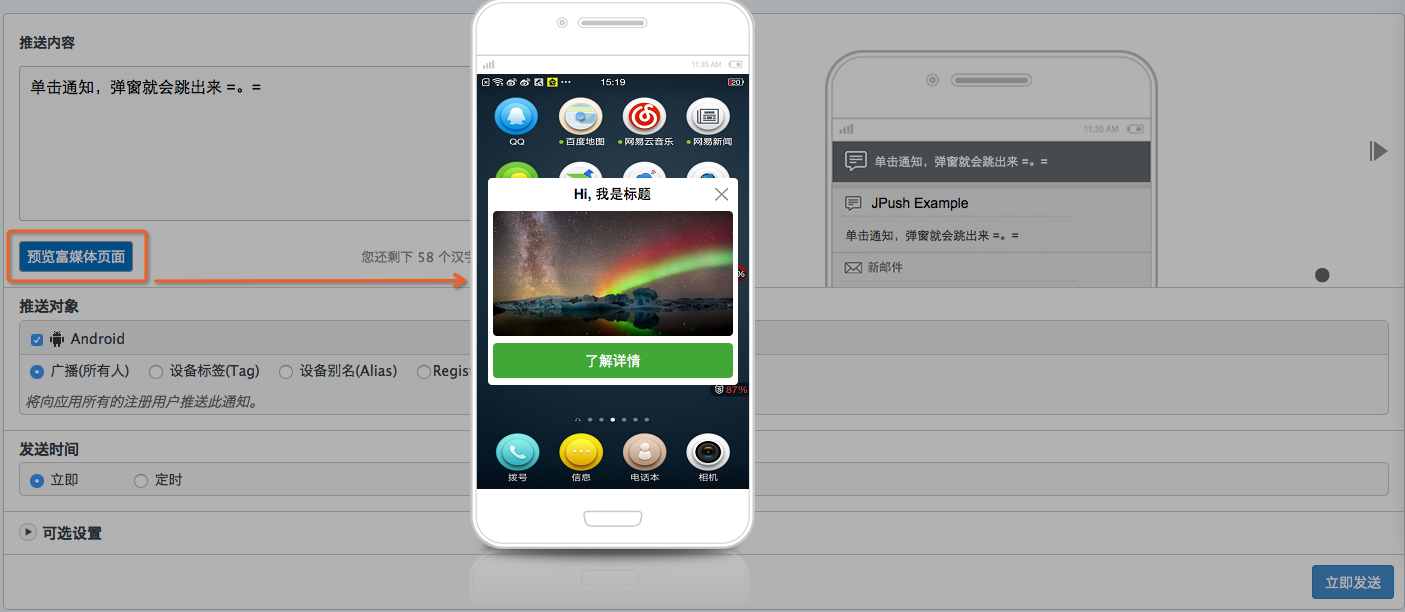 推送内容
单击通知，弹窗就会跳出来 =。=
预览富媒体页面
您还剩下 58 个汉字
推送对象
Android
广播(所有人)
设备标签(Tag)
设备别名(Alias)
Regis
将向应用所有的注册用户推送此通知。
发送时间
立即
定时
可选设置
11:35 AM
15:19
20
QQ
百度地图
网易云音乐
网易新闻
Hi, 我是标题
%
了解详情
87%
拨号
信息
电话本
相机
11:35 AM
单击通知，弹窗就会跳出来 =。=
JPush Example
单击通知，弹窗就会跳出来 =。=
新邮件
立即发送